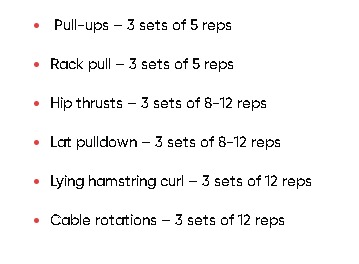 • Pull-ups – 3 sets of 5 reps
• Rack pull – 3 sets of 5 reps
• Hip thrusts – 3 sets of 8-12 reps
• Lat pulldown – 3 sets of 8-12 reps
• Lying hamstring curl – 3 sets of 12 reps
• Cable rotations – 3 sets of 12 reps